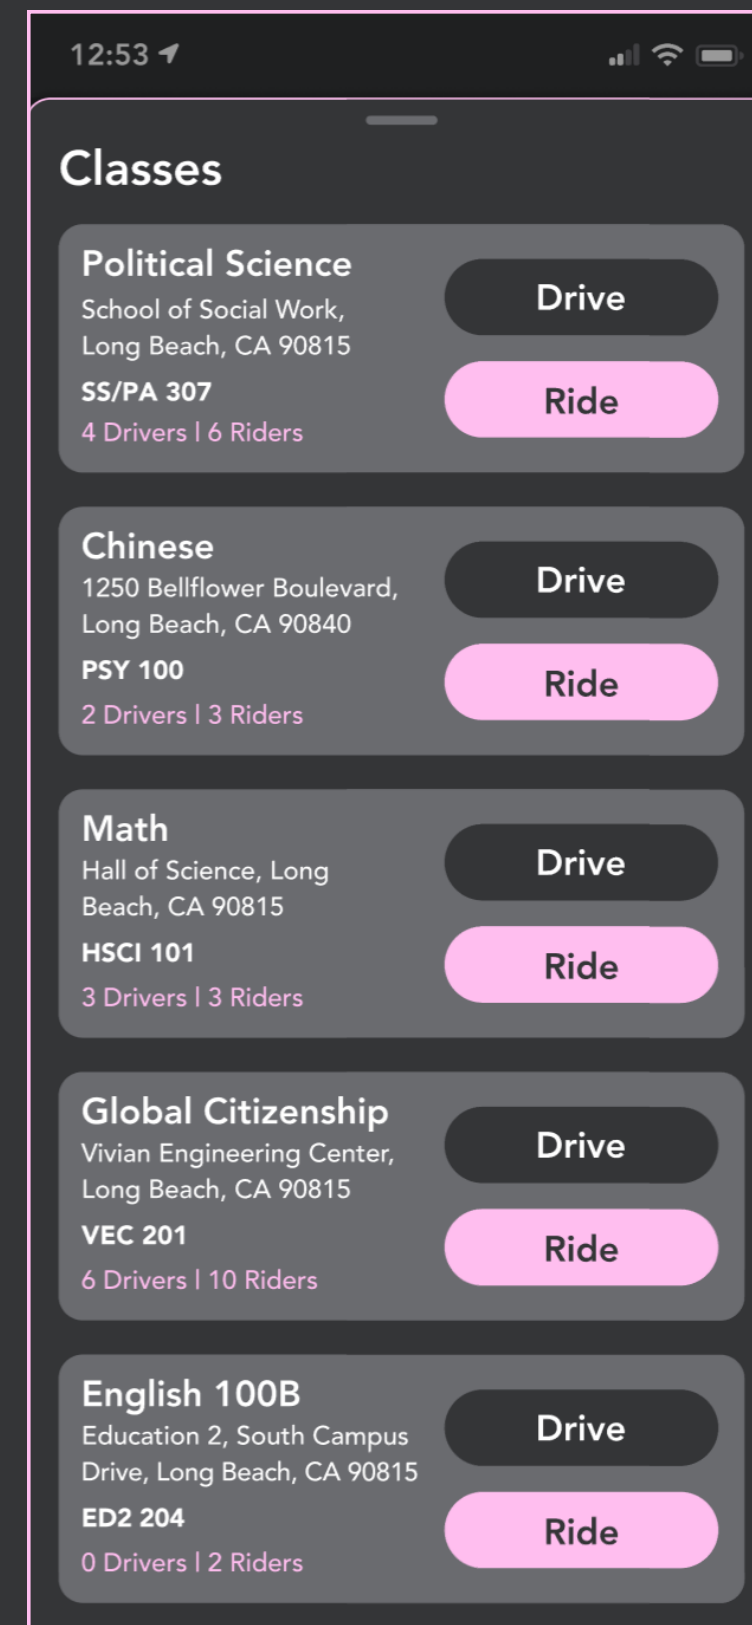 12:53
Classes
Political Science
School of Social Work,
Long Beach, CA 90815
SS/PA 307
4 Drivers | 6 Riders
Drive
Ride
Chinese
1250 Bellflower Boulevard,
Long Beach, CA 90840
PSY 100
2 Drivers | 3 Riders
Drive
Ride
Math
Hall of Science, Long
Beach, CA 90815
HSCI 101
3 Drivers | 3 Riders
Drive
Ride
Global Citizenship
Vivian Engineering Center,
Long Beach, CA 90815
VEC 201
6 Drivers | 10 Riders
Drive
Ride
English 100B
Education 2, South Campus
Drive, Long Beach, CA 90815
ED2 204
0 Drivers | 2 Riders
Drive
Ride